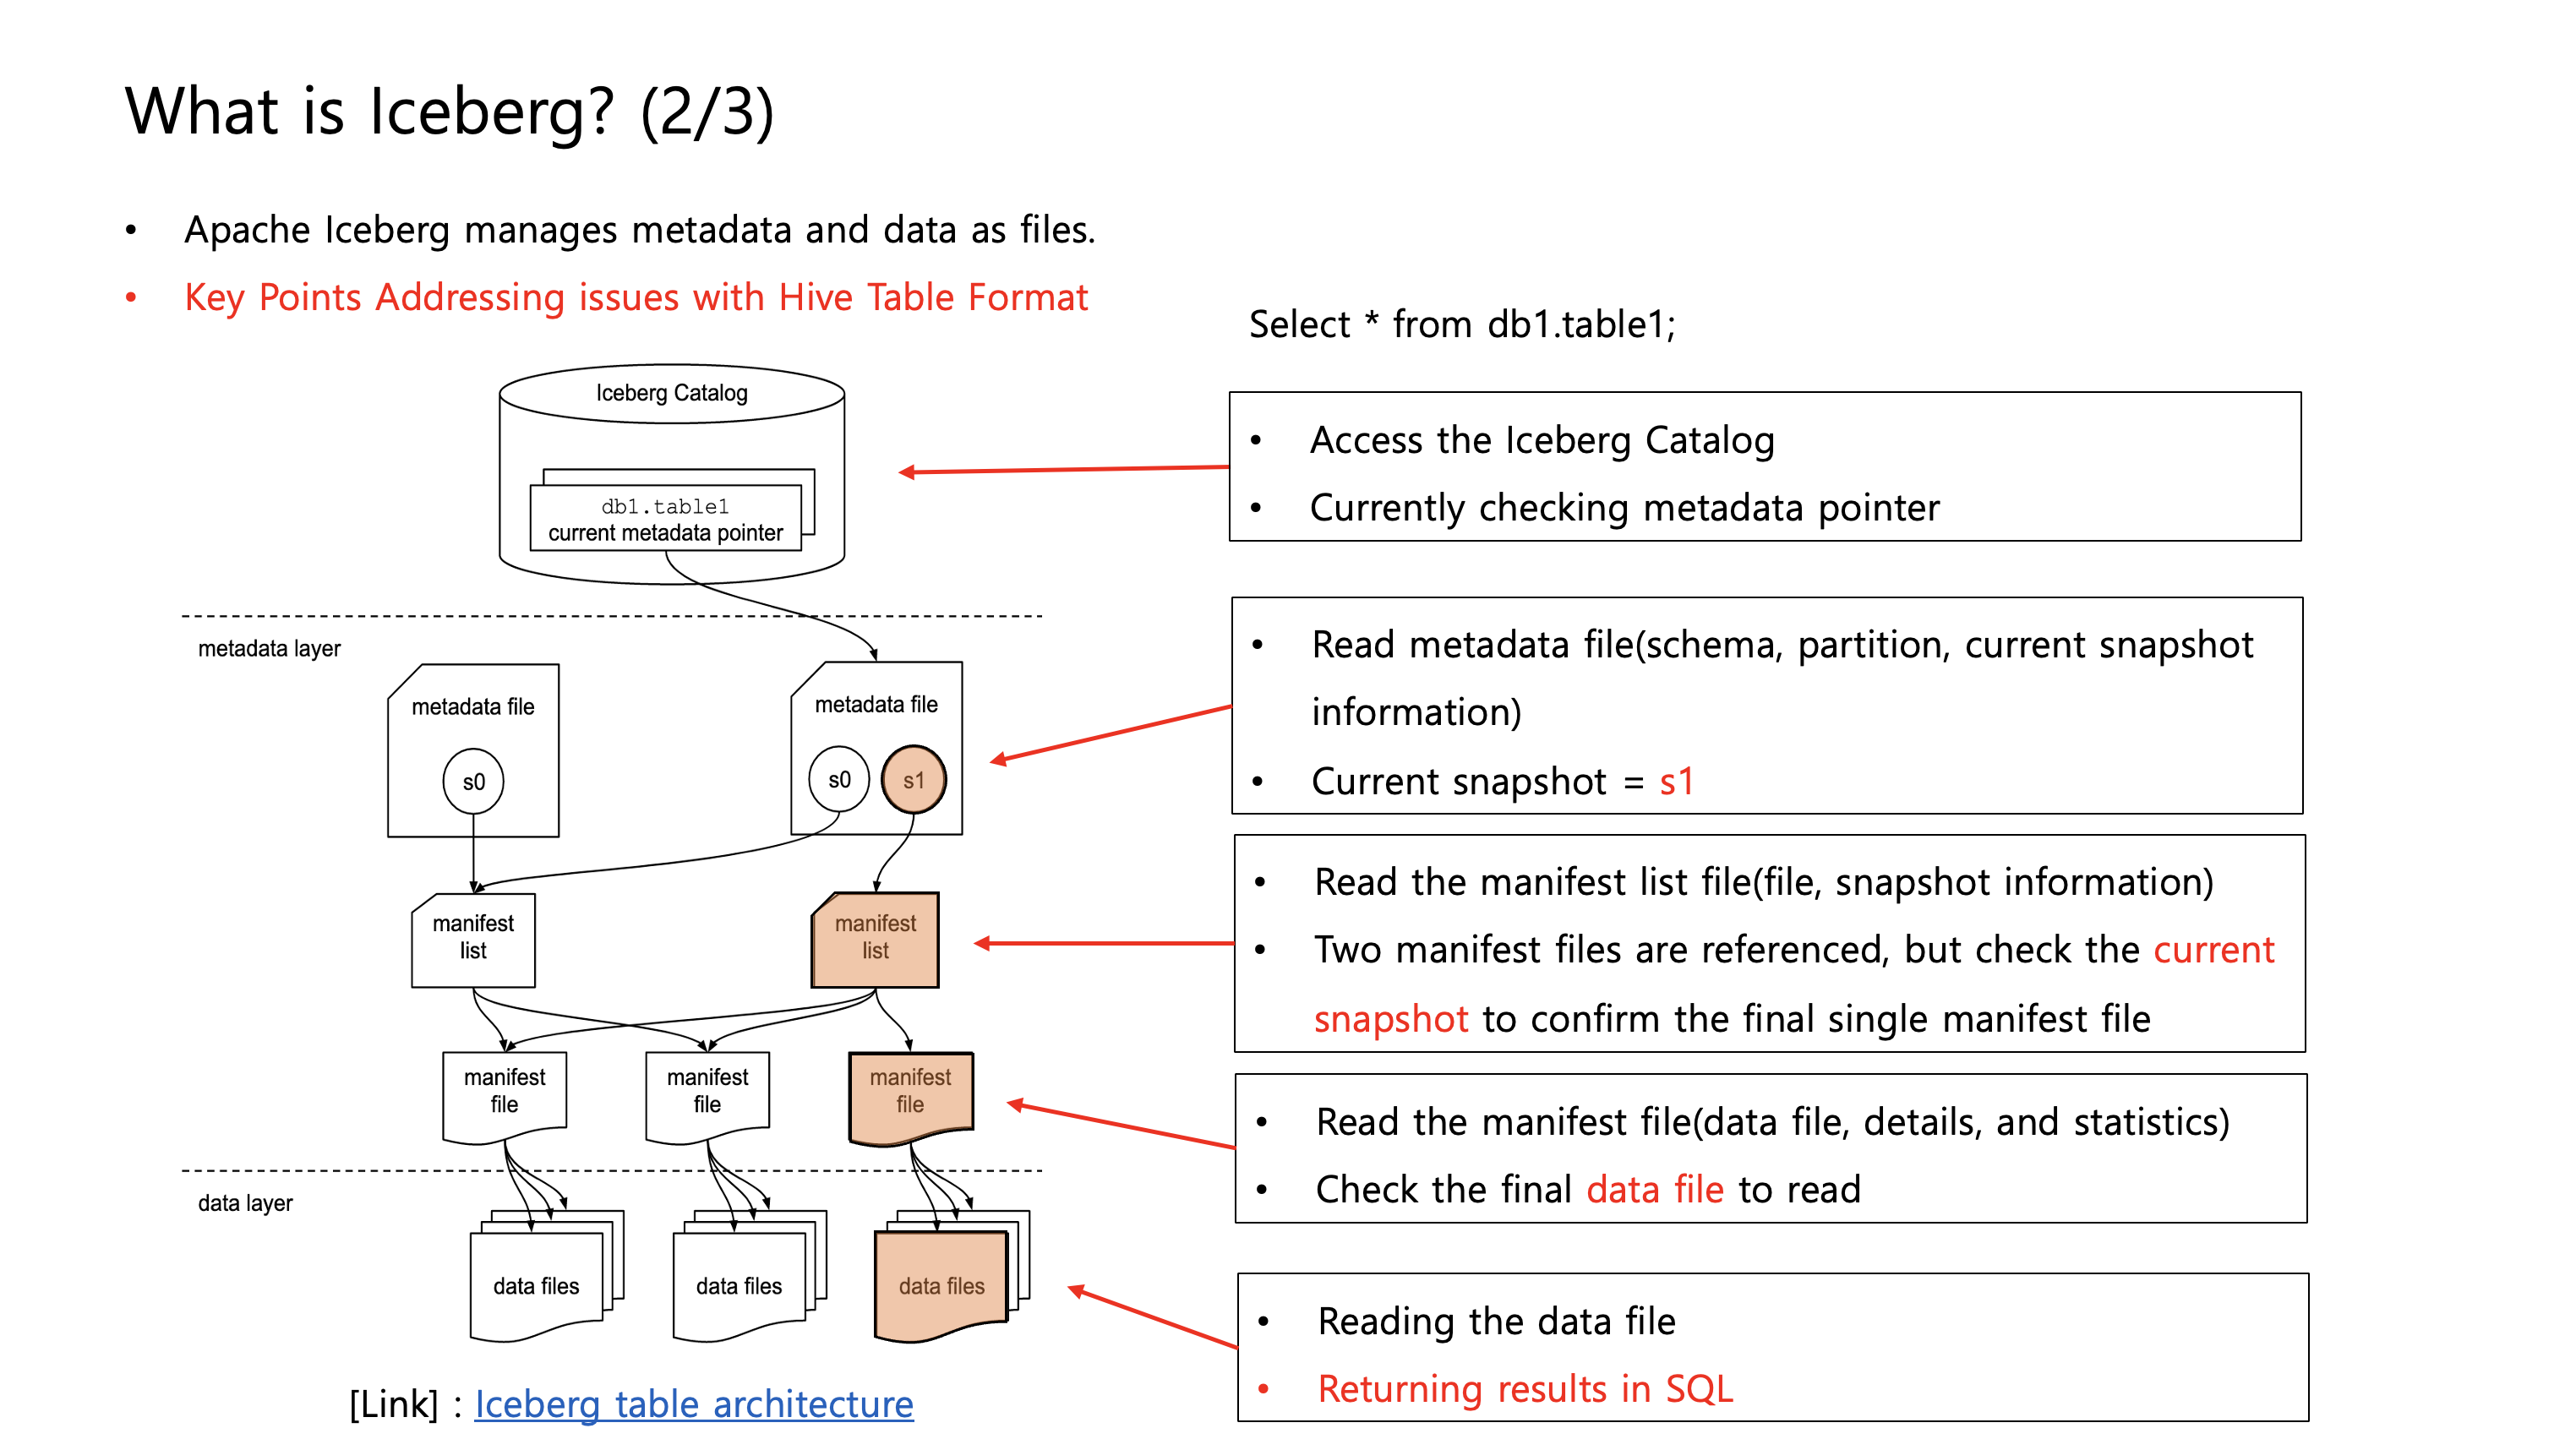 What is Iceberg? (2/3)
• Apache Iceberg manages metadata and data as files.
• Key Points Addressing issues with Hive Table Format
Select * from db1.table1;
Iceberg Catalog
db1.table1
current metadata pointer
• Access the Iceberg Catalog
• Currently checking metadata pointer
metadata layer
metadata file
s0
metadata file
s0
s1
• Read metadata file(schema, partition, current snapshot
information)
• Current snapshot = s1
manifest
list
manifest
list
• Read the manifest list file(file, snapshot information)
• Two manifest files are referenced, but check the current
snapshot to confirm the final single manifest file
manifest
file
manifest
file
manifest
file
• Read the manifest file(data file, details, and statistics)
• Check the final data file to read
data layer
data files
data files
data files
• Reading the data file
• Returning results in SQL
[Link] : Iceberg table architecture